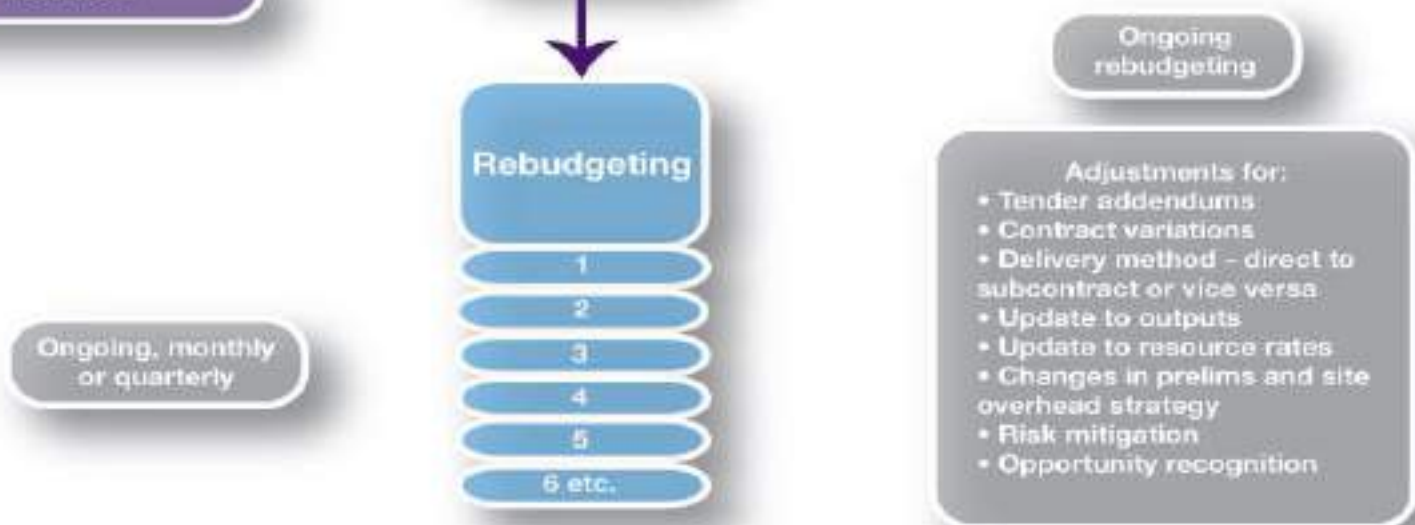 Ongoing
rebudgeting
Rebudgeting
1
2
3
4
5
6 etc.
Ongoing, monthly
or quarterly
Adjustments for:
• Tender addendums
• Contract variations
• Delivery method – direct to
subcontract or vice versa
• Update to outputs
• Update to resource rates
• Changes in prelims and site
overhead strategy
• Risk mitigation
• Opportunity recognition